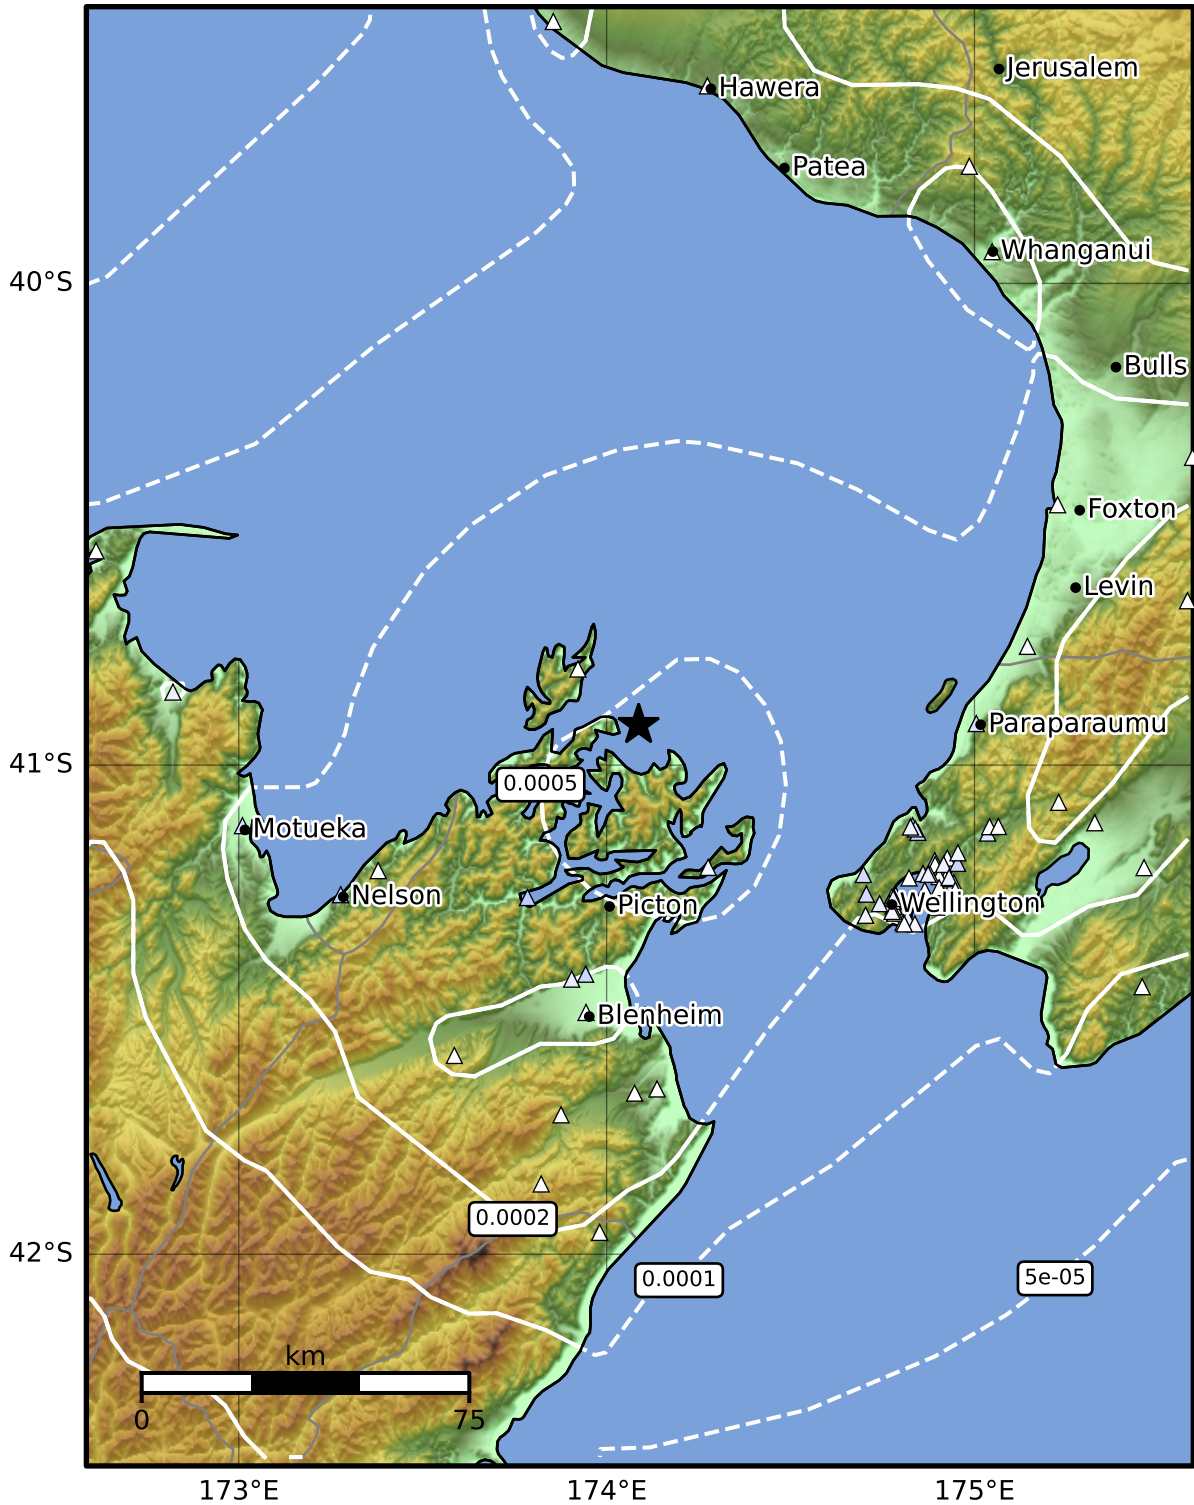 Jerusalem
Hawera
Patea
Whanganui
40°S
Bulls
Foxton
Levin
Paraparaumu
41°S
0.0005
Motueka
Nelson
Picton
Wellington
Blenheim
0.0002
42°S
0.0001
5e-05
km
0 75
173°E 174°E 175°E